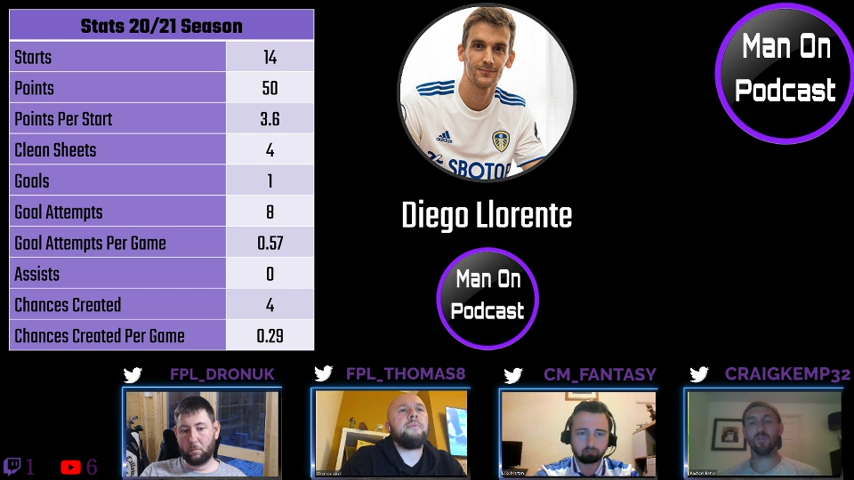 Stats 20/21 Season
Starts 14
Points 50
Points Per Start 3.6
Clean Sheets 4
Goals 1
Goal Attempts 8
Goal Attempts Per Game 0.57
Assists 0
Chances Created 4
Chances Created Per Game 0.29
SBOTOP
Diego Llorente
Man On
Podcast
Man On
Podcast
FPL_DRONUK
FPL_THOMAS8
CM_FANTASY
CRAIGKEMP32
1
6